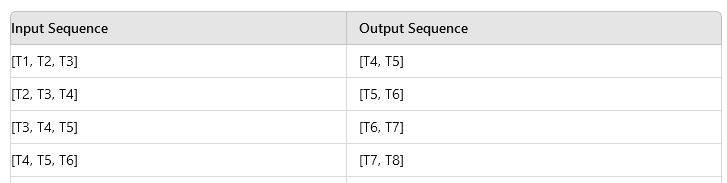 Input Sequence Output Sequence
[T1, T2, T3] [T4, T5]
[T2, T3, T4] [T5, T6]
[T3, T4, T5] [T6, T7]
[T4, T5, T6] [T7, T8]